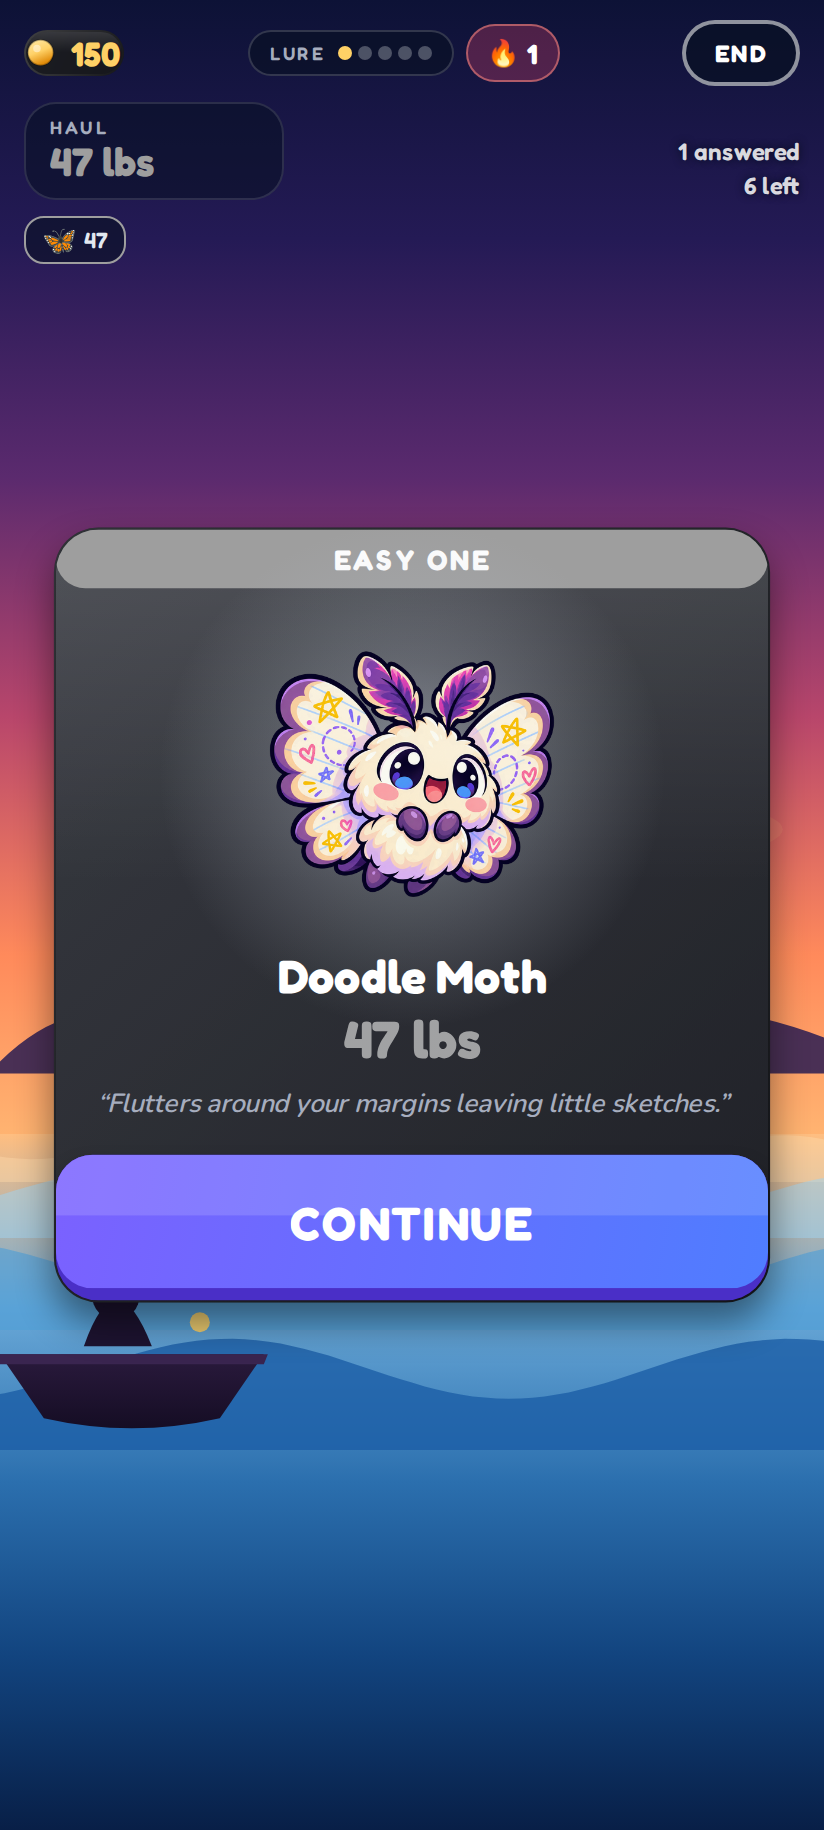 150
LURE
1
END
HAUL
47 lbs
1 answered
6 left
47
EASY ONE
Doodle Moth
47 lbs
“Flutters around your margins leaving little sketches.”
CONTINUE